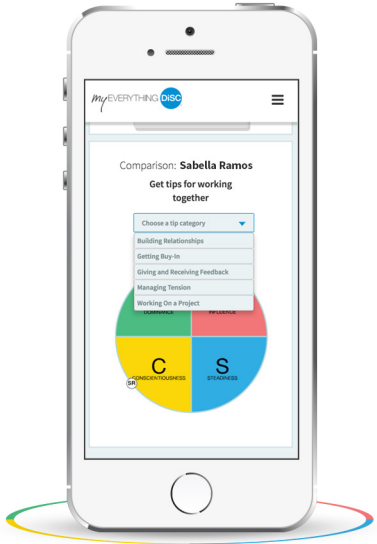 my EVERYTHING DiSC
Comparison: Sabella Ramos
Get tips for working
together
Choose a tip category
Building Relationships
Getting Buy-In
Giving and Receiving Feedback
Managing Tension
Working On a Project
DOMINANCE INFLUENCE
C S
CONSCIENTIOUSNESS STEADINESS
SR